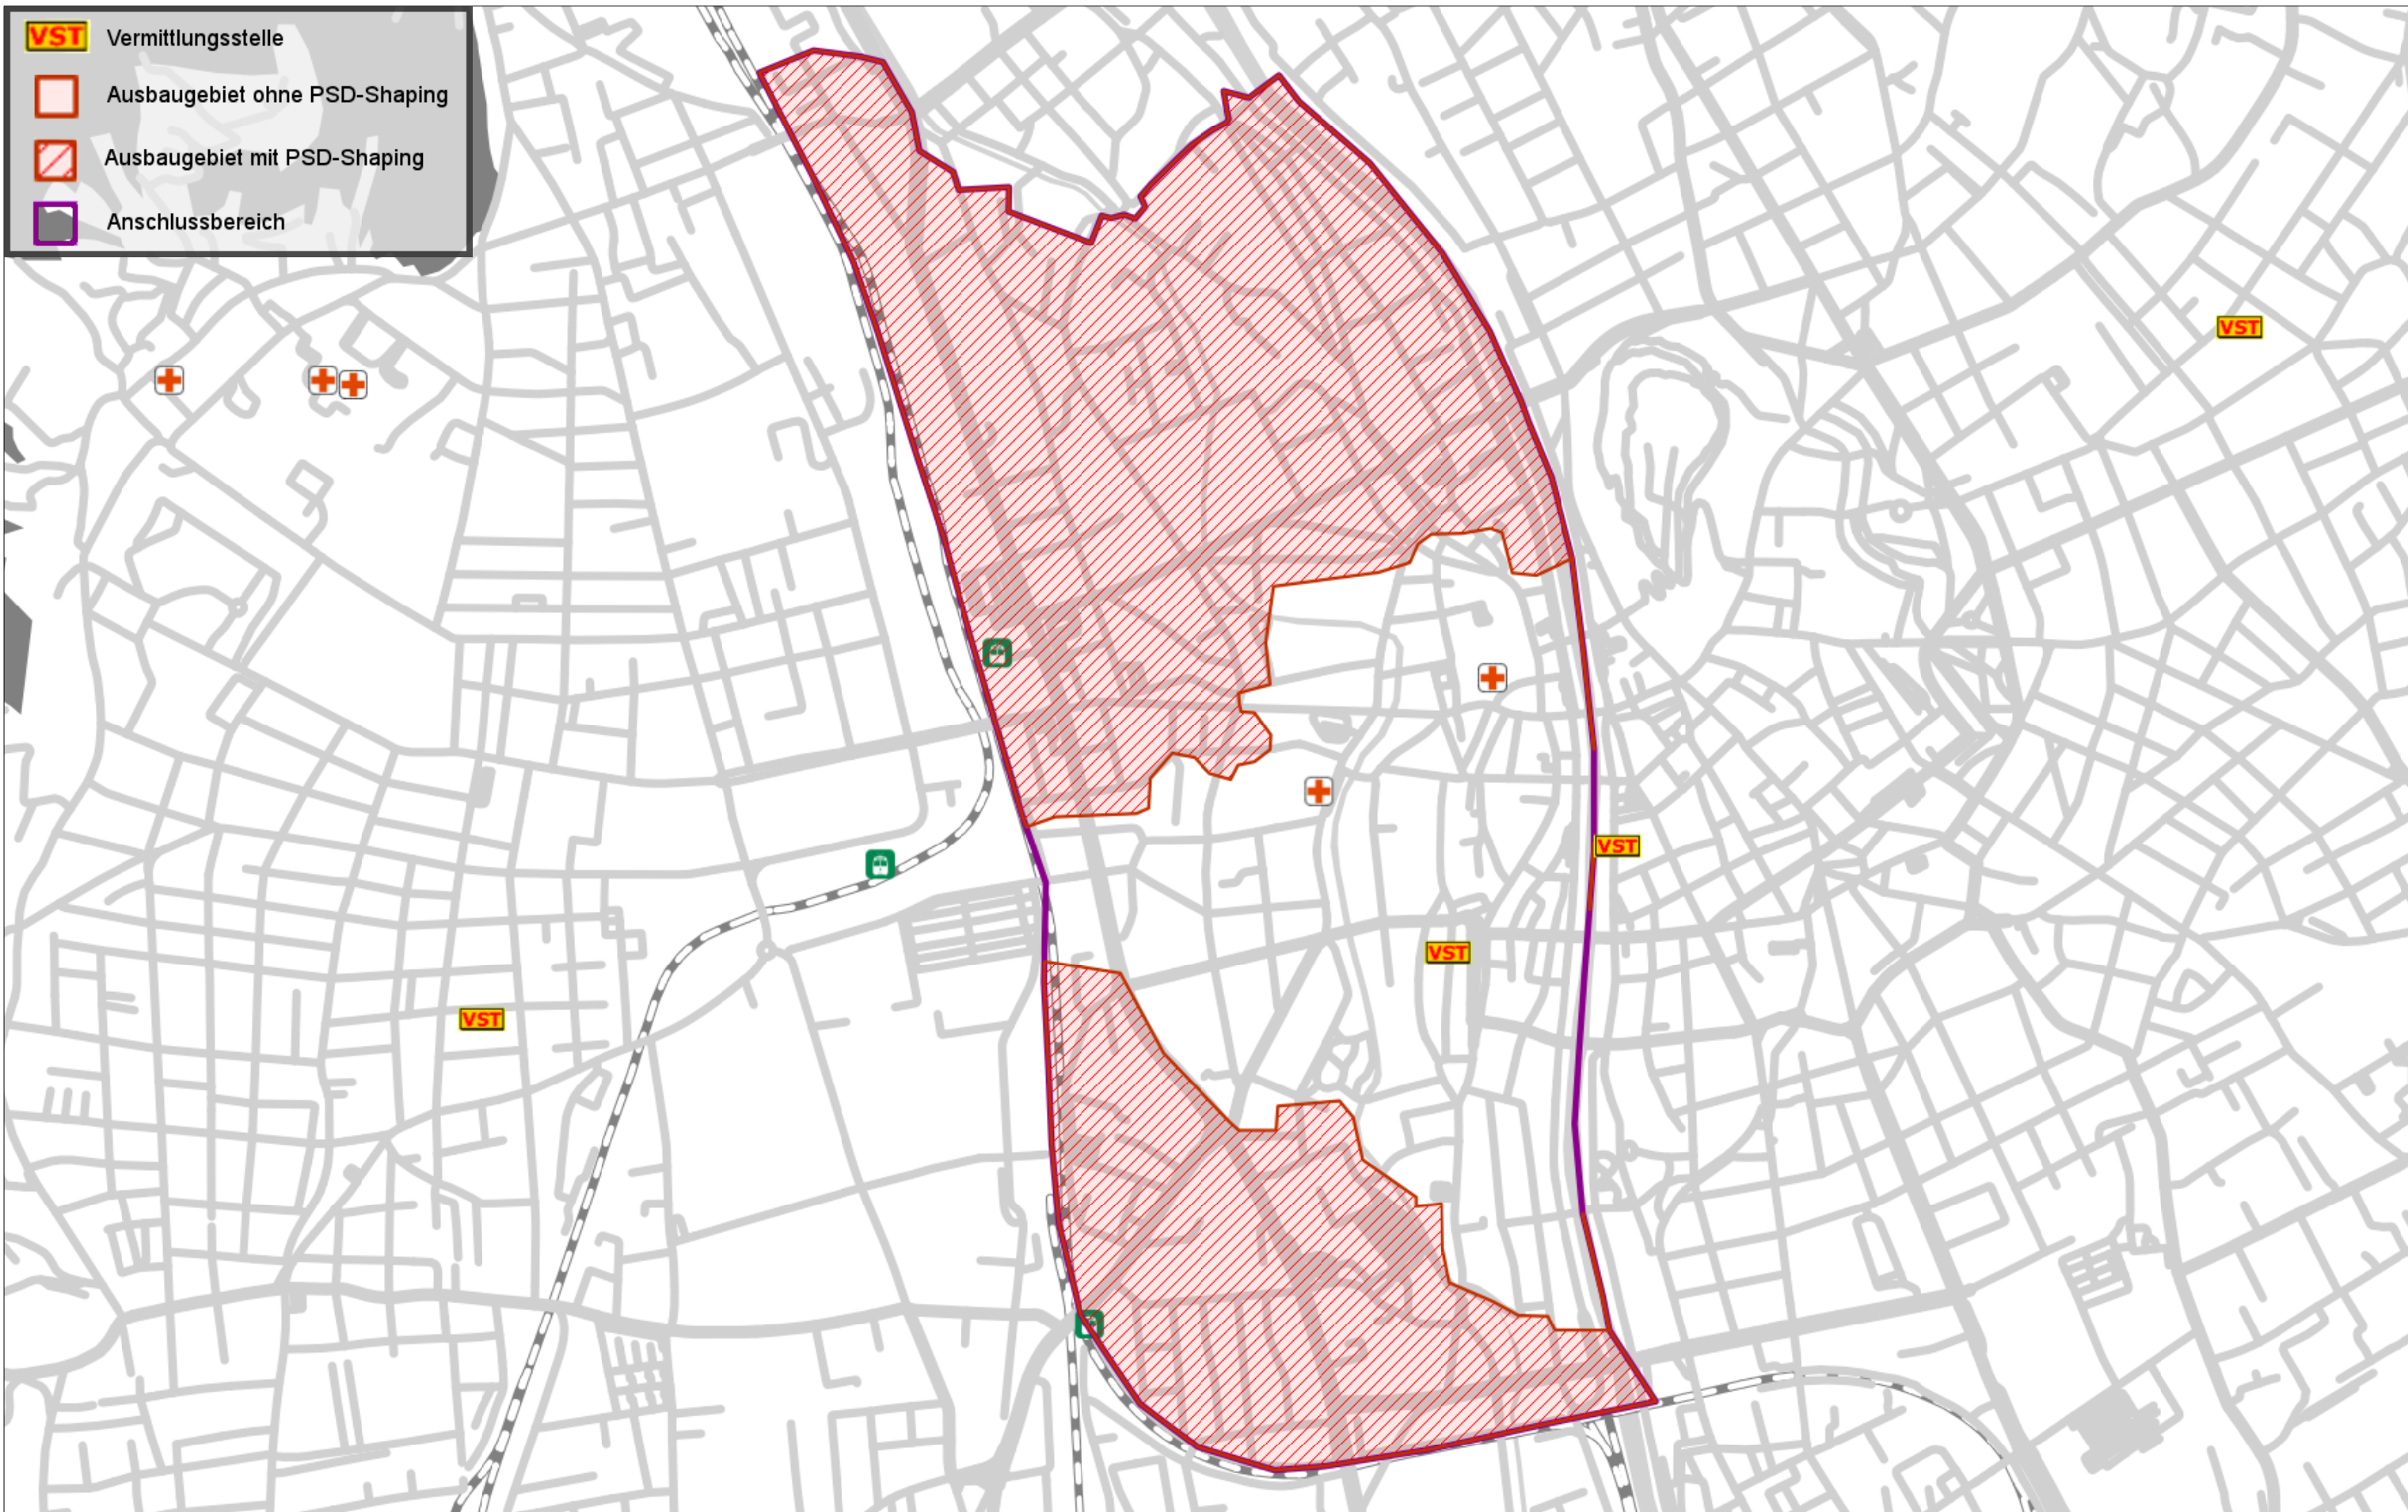 VST Vermittlungsstelle
Ausbaugebiet ohne PSD-Shaping
Ausbaugebiet mit PSD-Shaping
Anschlussbereich
VST
VST
VST
VST